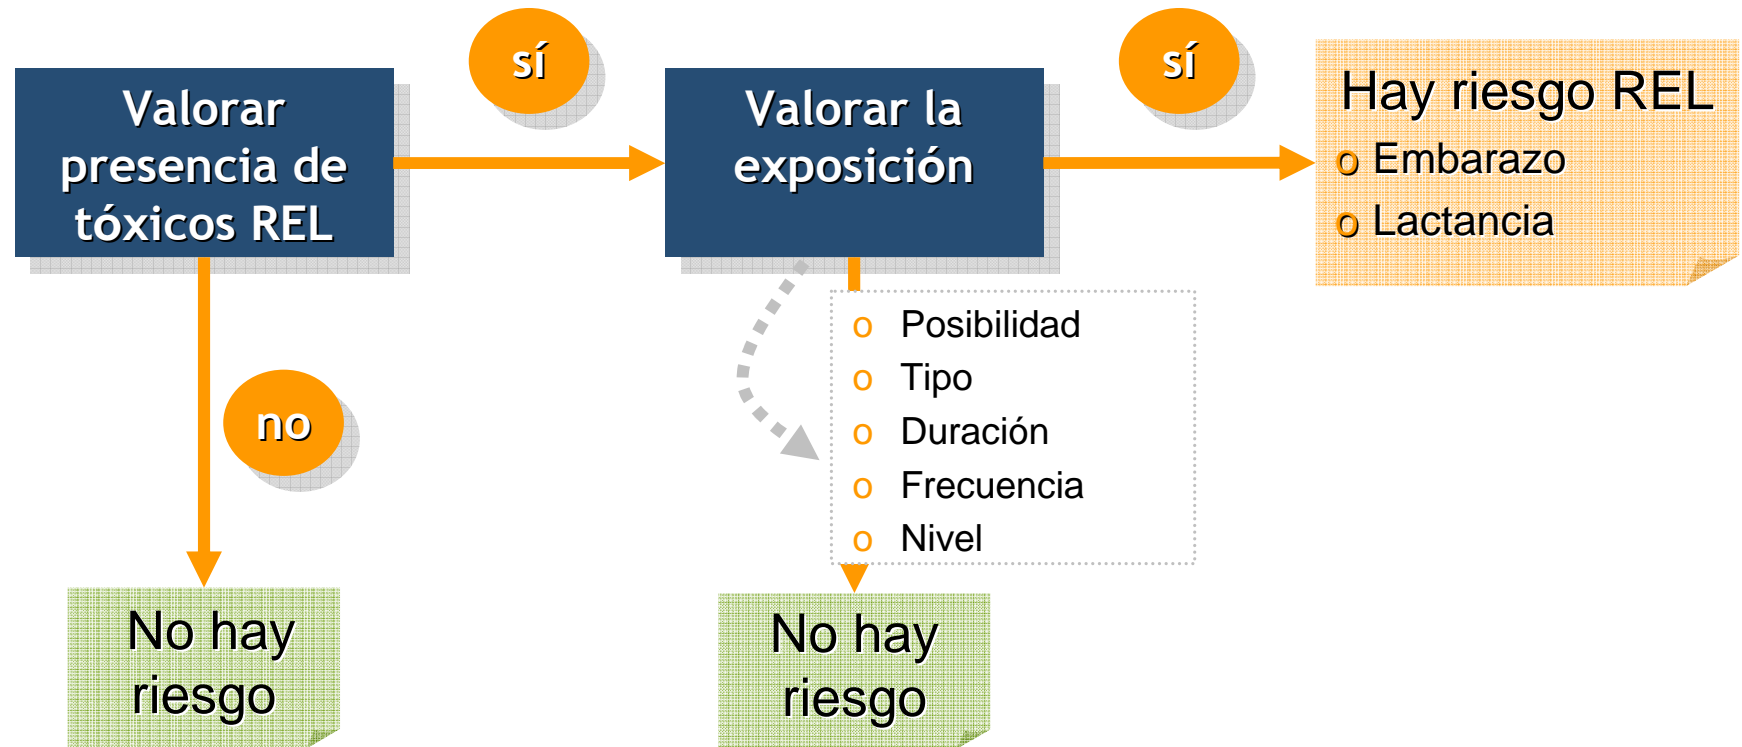 sí
sí
Valorar
presencia de
tóxicos REL
Valorar la
exposición
Hay riesgo REL
o Embarazo
o Lactancia
o Posibilidad
o Tipo
o Duración
o Frecuencia
o Nivel
no
No hay
riesgo
No hay
riesgo